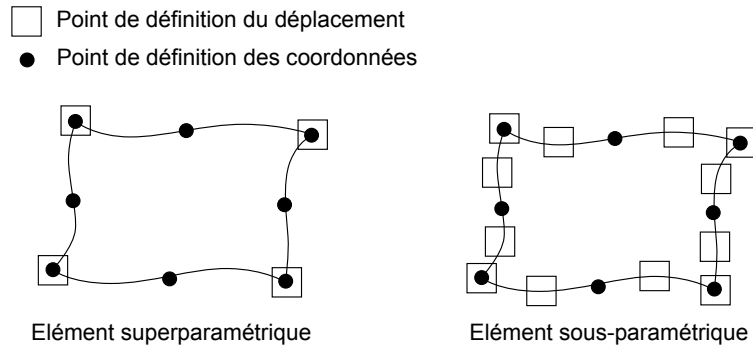 Point de définition du déplacement
Point de définition des coordonnées
Elément superparamétrique
Elément sous-paramétrique